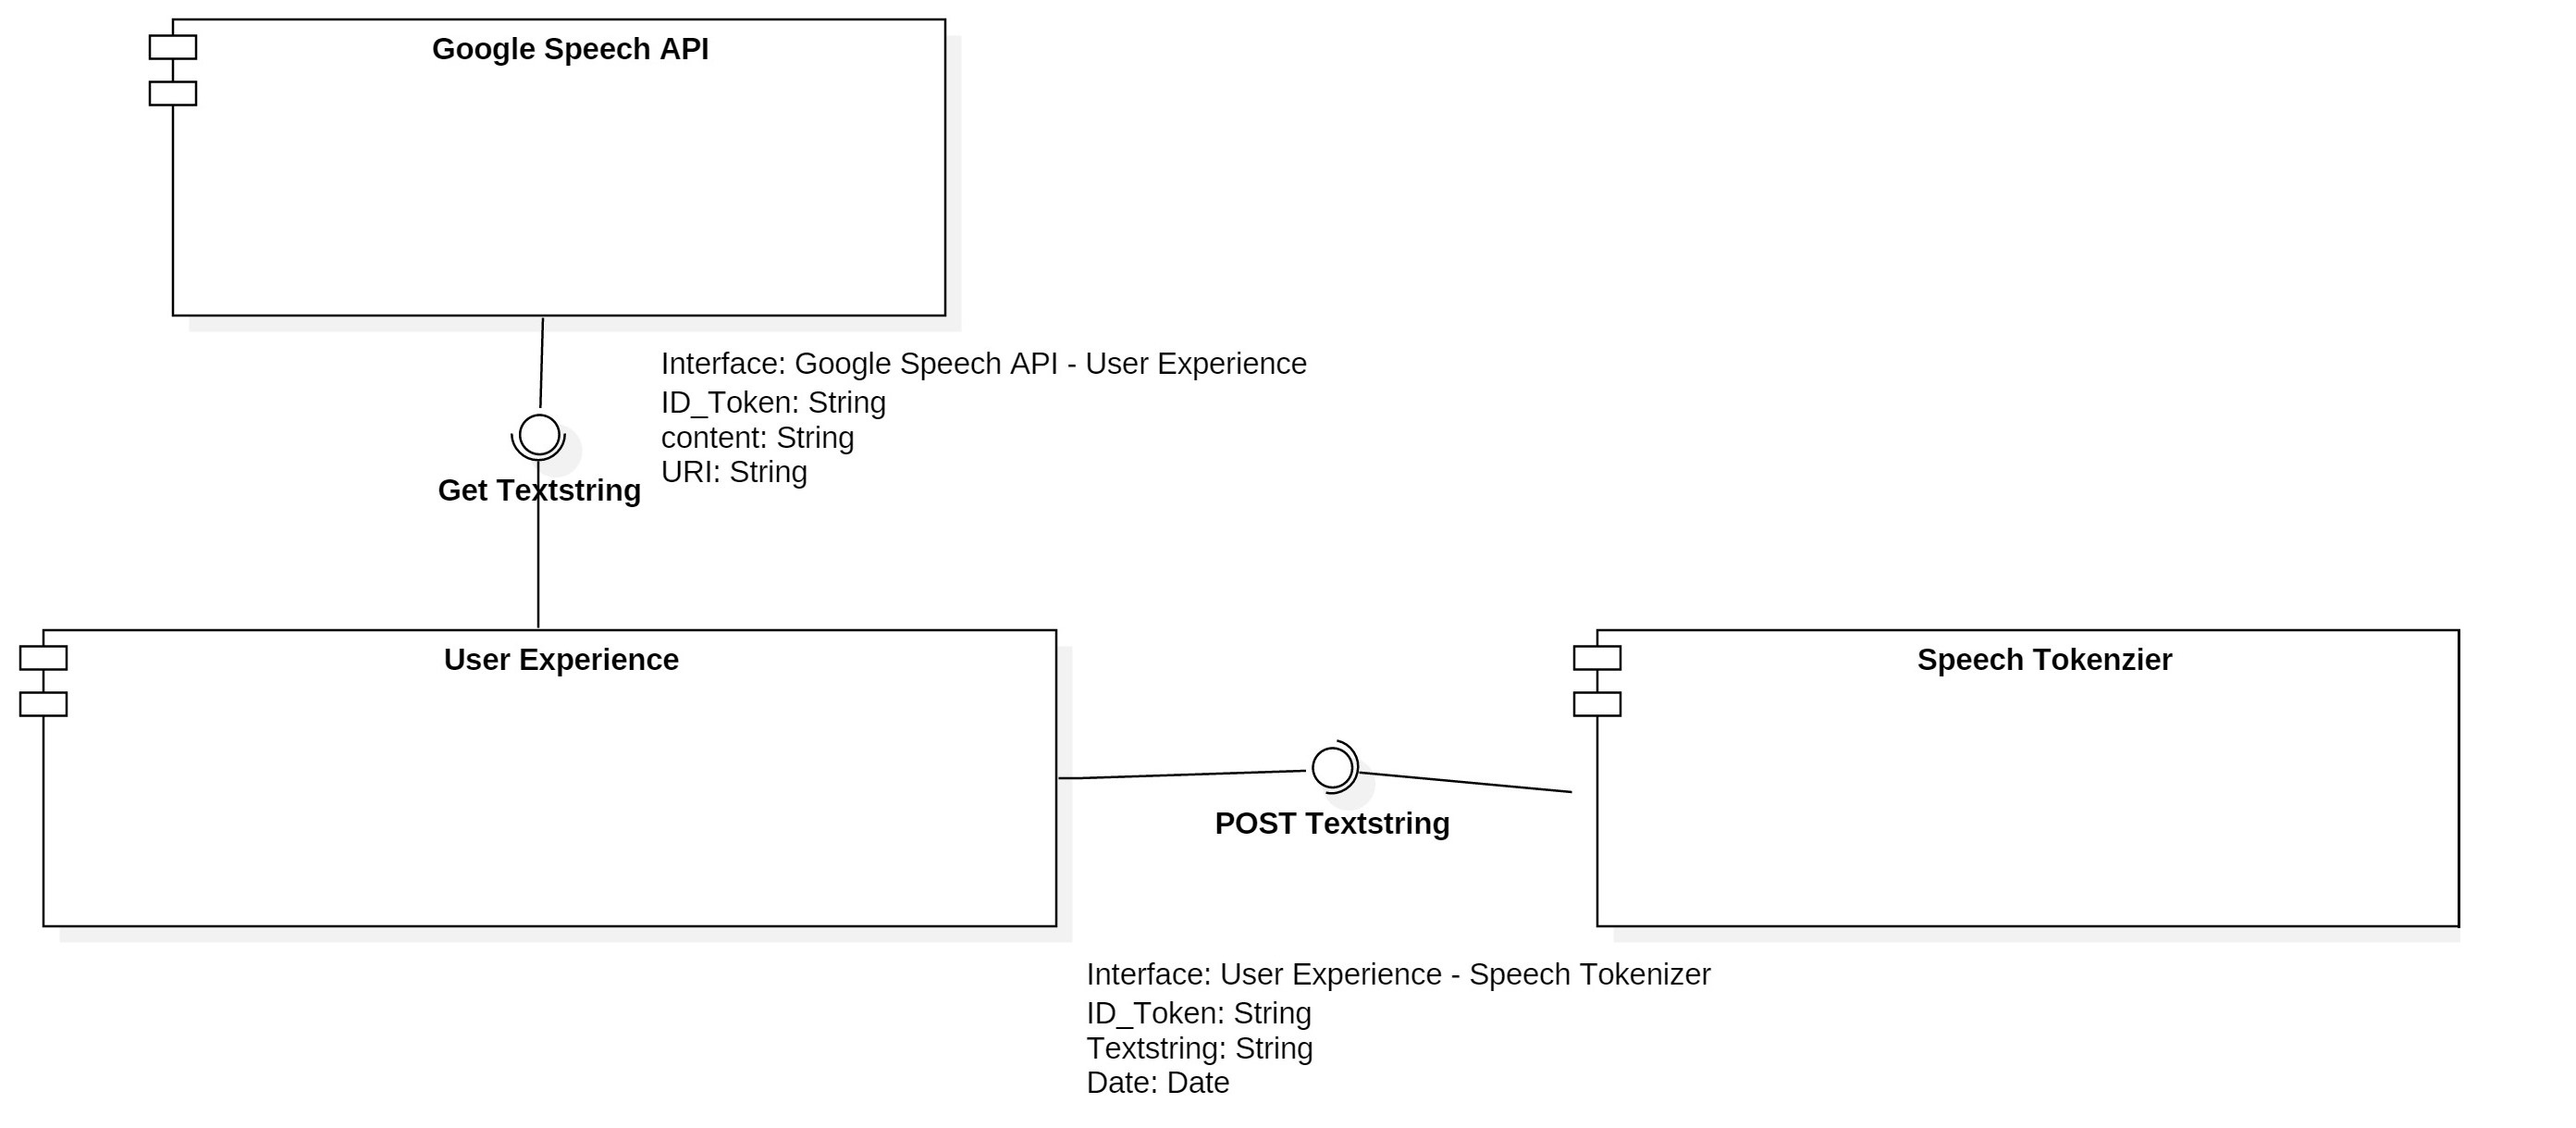 Google Speech API
Interface: Google Speech API - User Experience
ID_Token: String
content: String
URI: String
Get Textstring
User Experience
Speech Tokenzier
POST Textstring
Interface: User Experience - Speech Tokenizer
ID_Token: String
Textstring: String
Date: Date